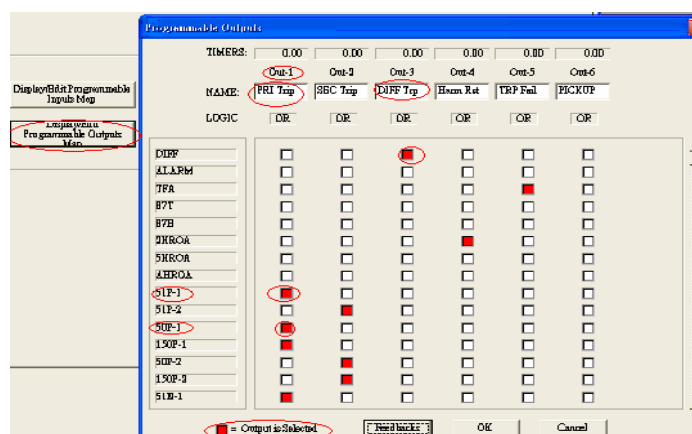 Programmable Outputs
TIMERS: 0.00 0.00 0.00 0.00 0.00 0.00
Out-1 Out-2 Out-3 Out-4 Out-5 Out-6
NAME: PRI Trip SEC Trip DIFF Trp Harm Rst TRP Fail PICKUP
LOGIC OR OR OR OR OR OR
Display/Edit Programmable
Inputs Map
Display/Edit
Programmable Outputs
Map
DIFF
ALARM
TFA
87T
87H
2HROA
5HROA
AHROA
51P-1
51P-2
50P-1
150P-1
50P-2
150P-2
51N-1
= Output is Selected
Feedbacks OK Cancel